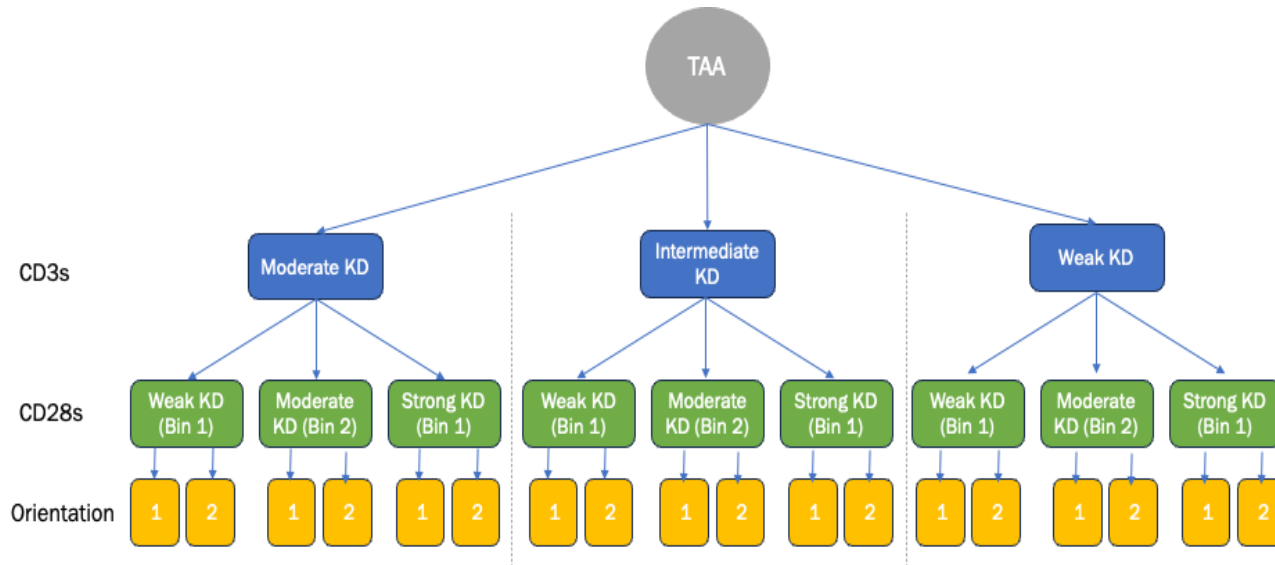 TAA
CD3s
Moderate KD
Intermediate
KD
Weak KD
CD28s
Weak KD
(Bin 1)
Moderate
KD (Bin 2)
Strong KD
(Bin 1)
Weak KD
(Bin 1)
Moderate
KD (Bin 2)
Strong KD
(Bin 1)
Weak KD
(Bin 1)
Moderate
KD (Bin 2)
Strong KD
(Bin 1)
Orientation
1
2
1
2
1
2
1
2
1
2
1
2
1
2
1
2
1
2